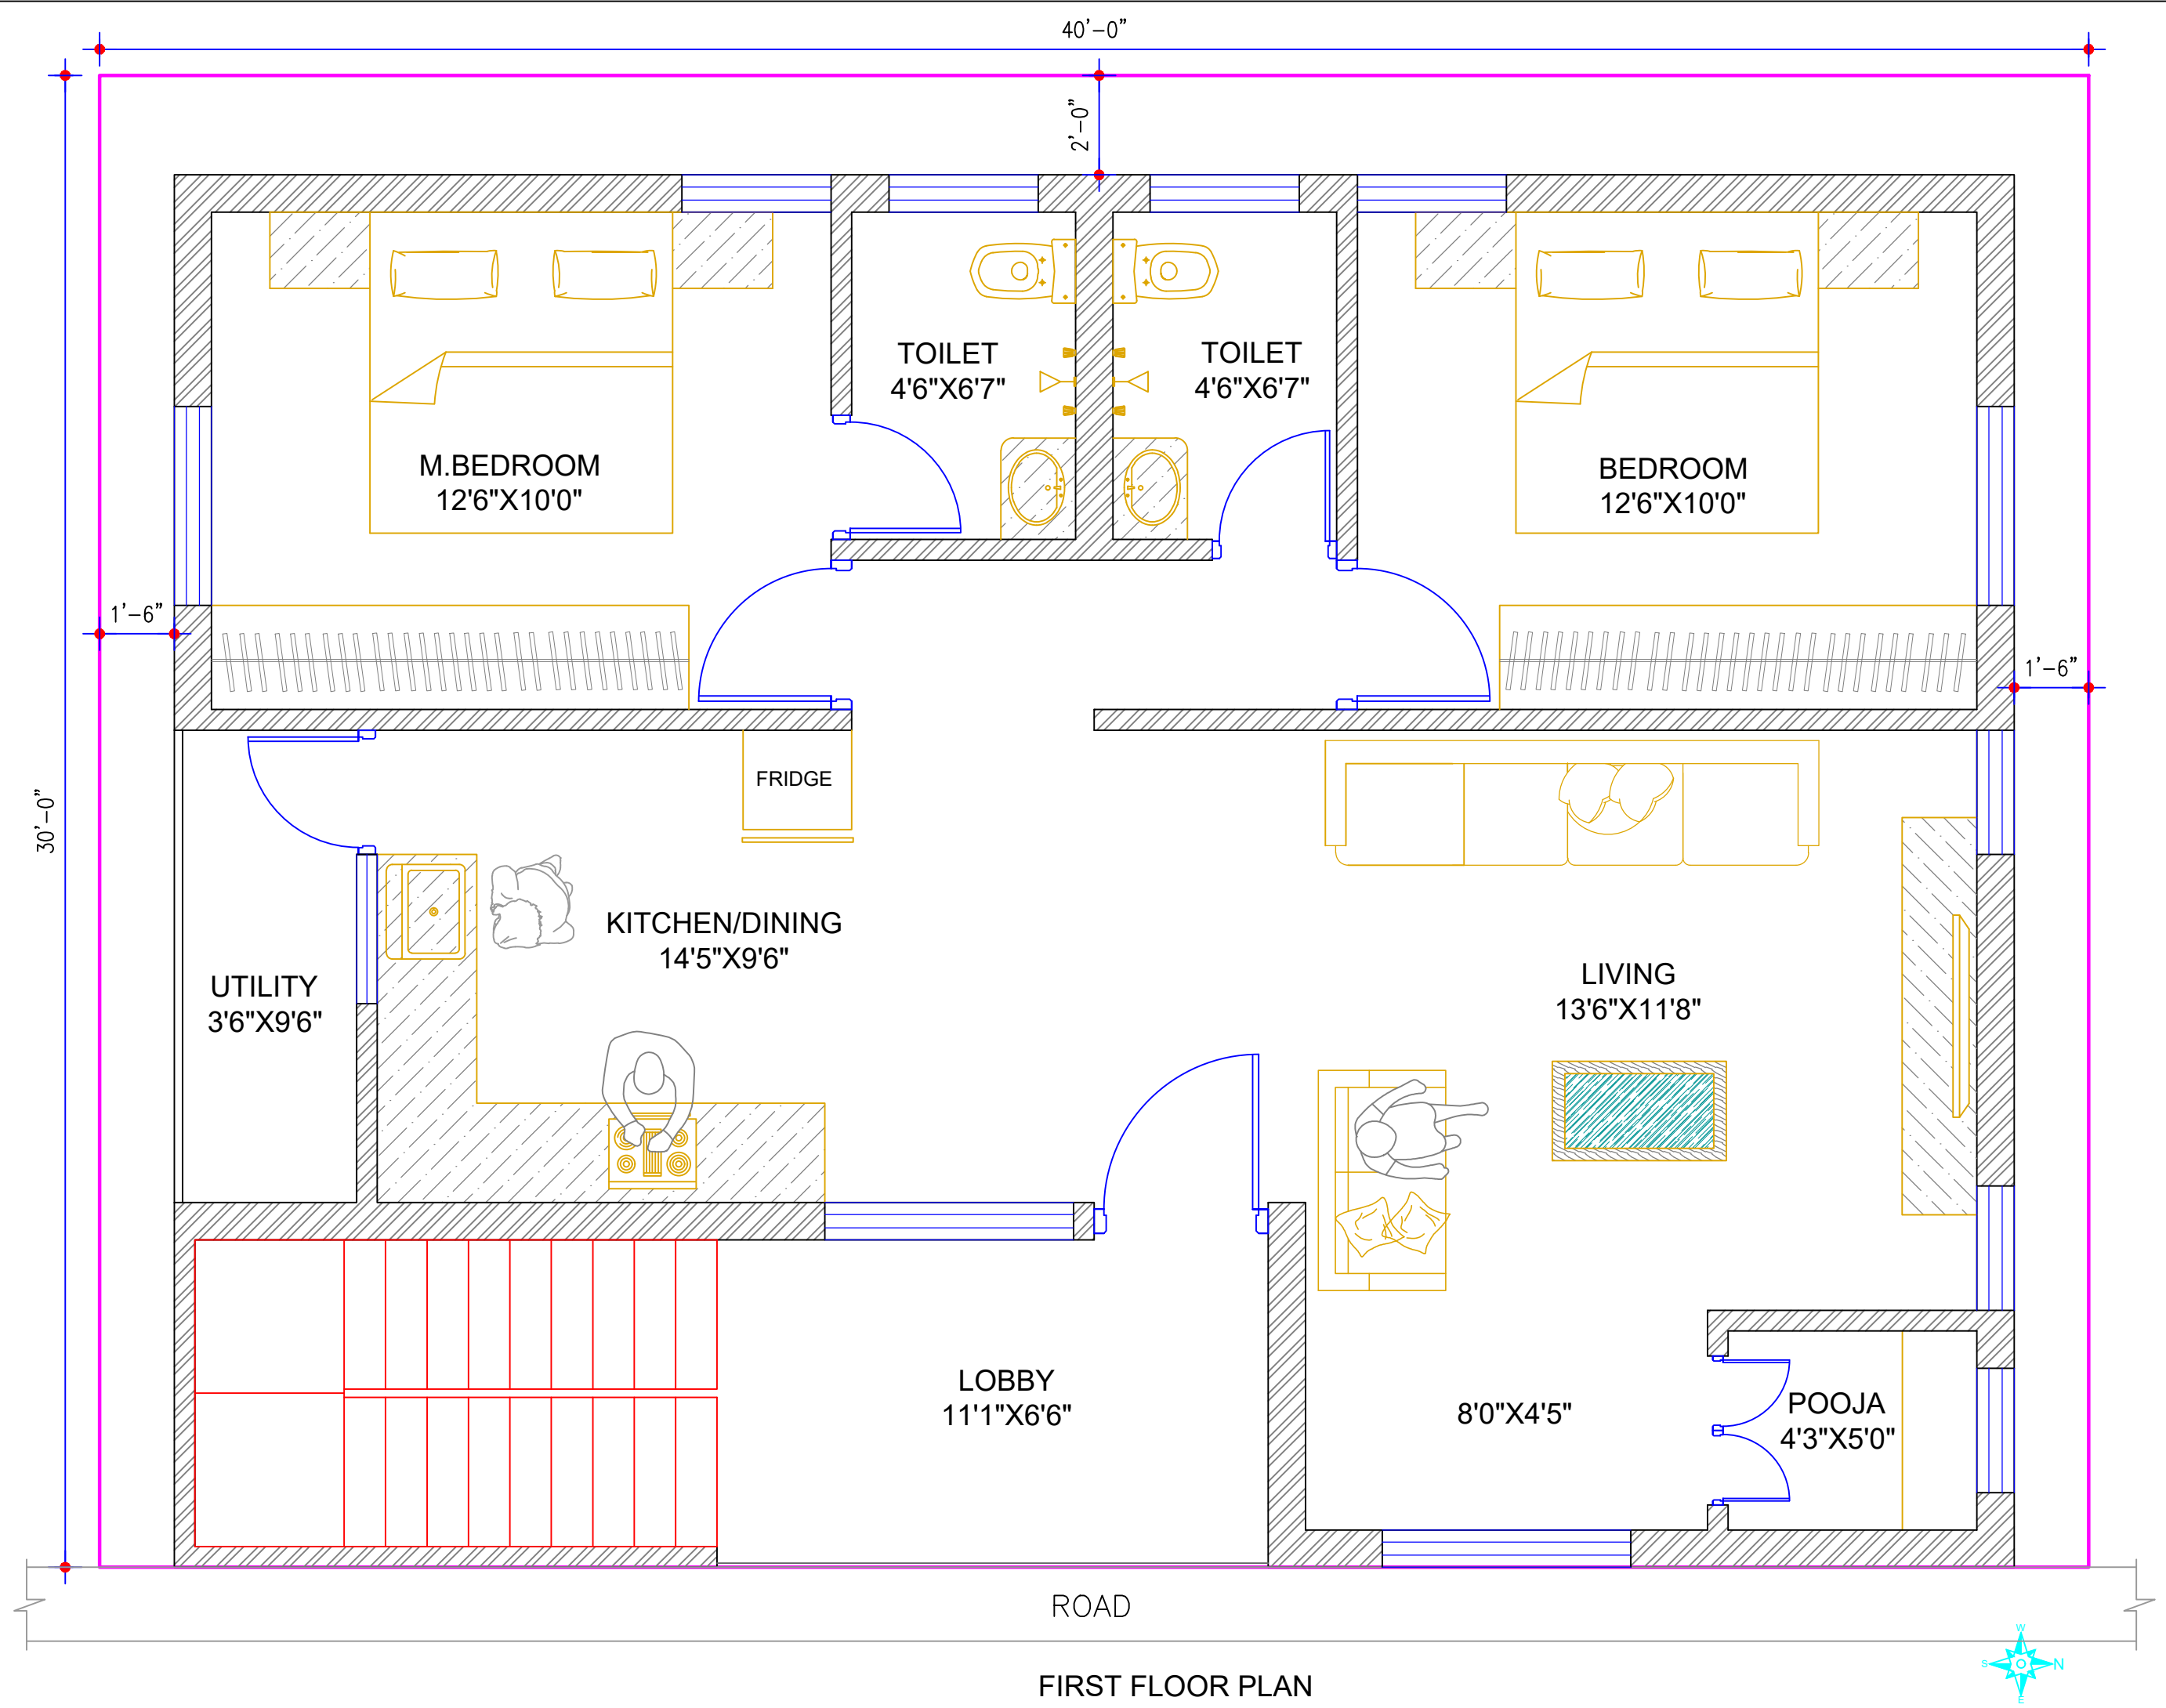 40'-0"
2'-0"
TOILET
4'6"X6'7"
TOILET
4'6"X6'7"
M.BEDROOM
12'6"X10'0"
BEDROOM
12'6"X10'0"
1'-6"
1'-6"
30'-0"
FRIDGE
KITCHEN/DINING
14'5"X9'6"
UTILITY
3'6"X9'6"
LIVING
13'6"X11'8"
LOBBY
11'1"X6'6"
8'0"X4'5"
POOJA
4'3"X5'0"
ROAD
W
S N
E
FIRST FLOOR PLAN